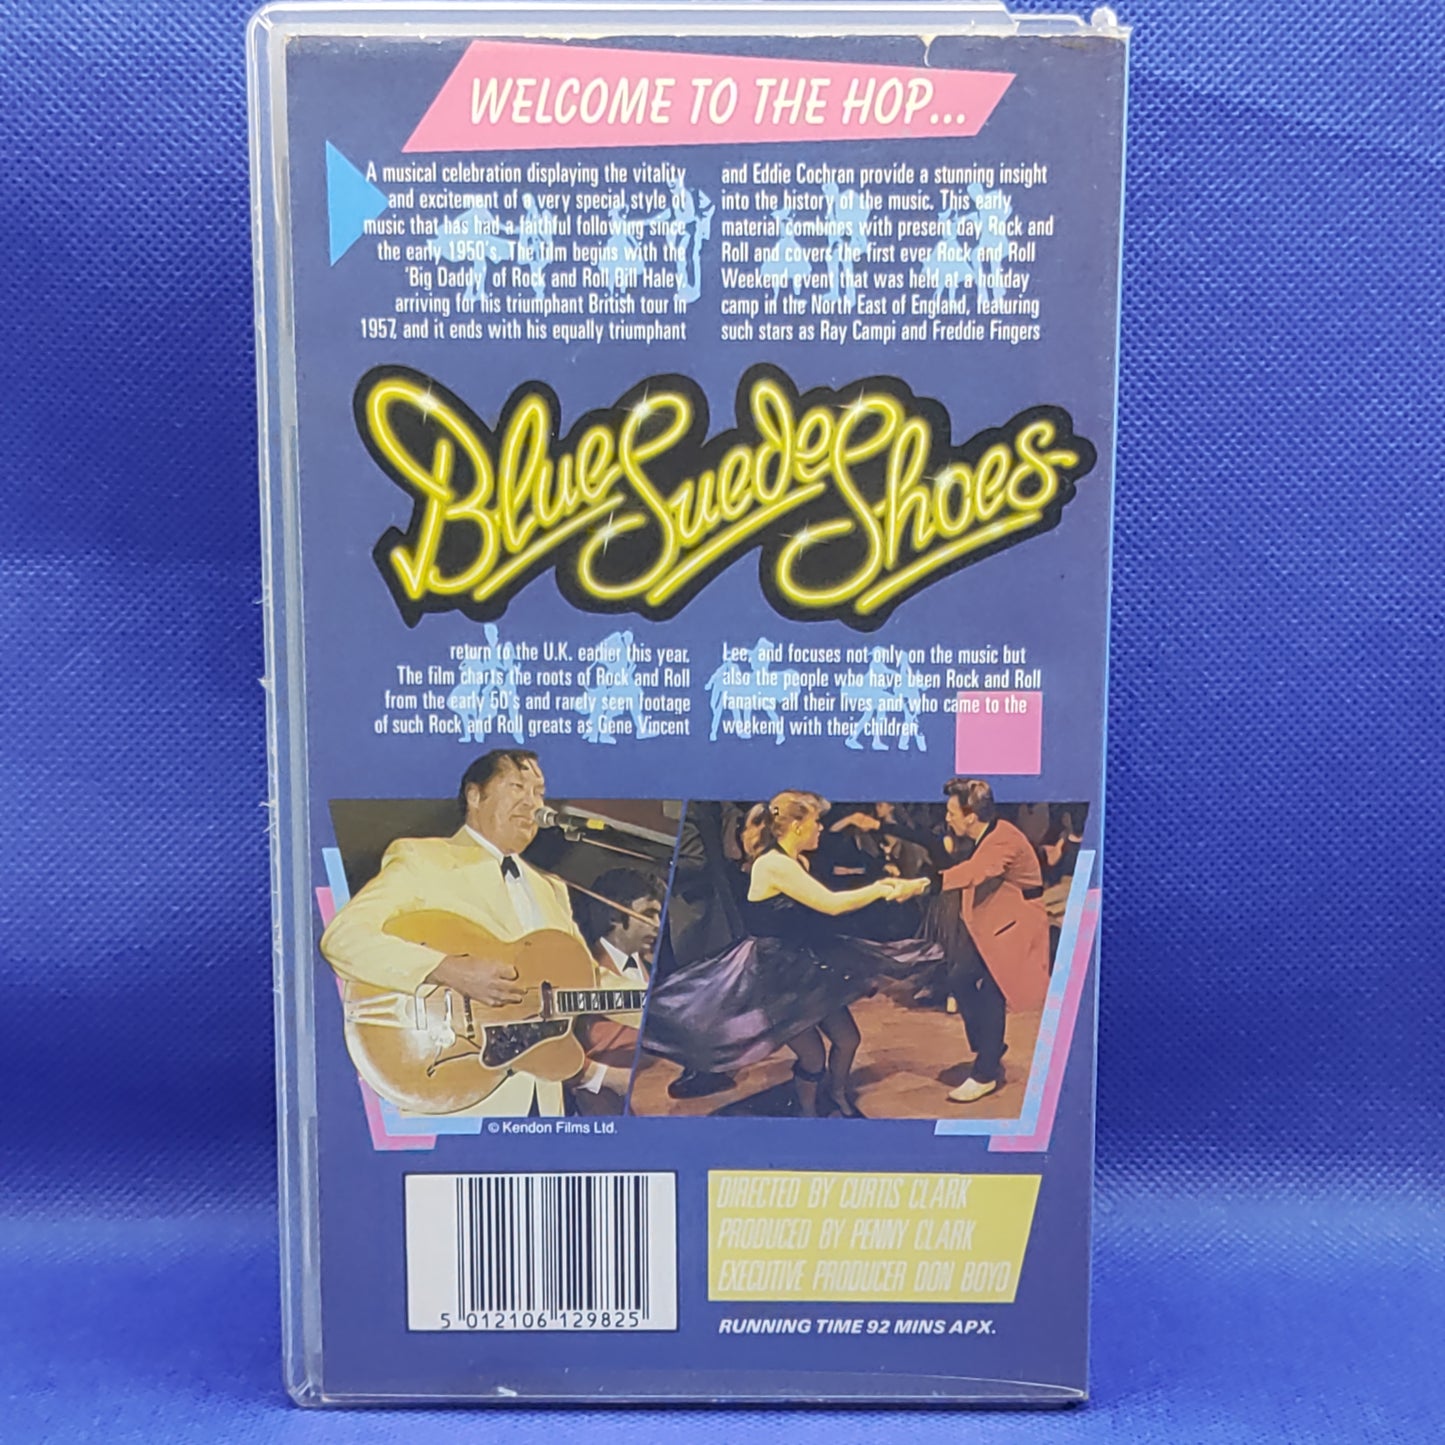 WELCOME TO THE HOP...
A musical celebration displaying the vitality
and excitement of a very special style of
music that has had a faithful following since
the early 1950's. The film begins with the
'Big Daddy' of Rock and Roll Bill Haley,
arriving for his triumphant British tour in
1957, and it ends with his equally triumphant
and Eddie Cochran provide a stunning insight
into the history of the music. This early
material combines with present day Rock and
Roll and covers the first ever Rock and Roll
Weekend event that was held at a holiday
camp in the North East of England, featuring
such stars as Ray Campi and Freddie Fingers
Blue Suede Shoes
return to the U.K. earlier this year.
The film charts the roots of Rock and Roll
from the early 50's and rarely seen footage
of such Rock and Roll greats as Gene Vincent
Lee, and focuses not only on the music but
also the people who have been Rock and Roll
fanatics all their lives and who came to the
weekend with their children.
© Kendon Films Ltd.
5 012106 129825
DIRECTED BY CURTIS CLARK
PRODUCED BY PENNY CLARK
EXECUTIVE PRODUCER DON BOYD
RUNNING TIME 92 MINS APX.